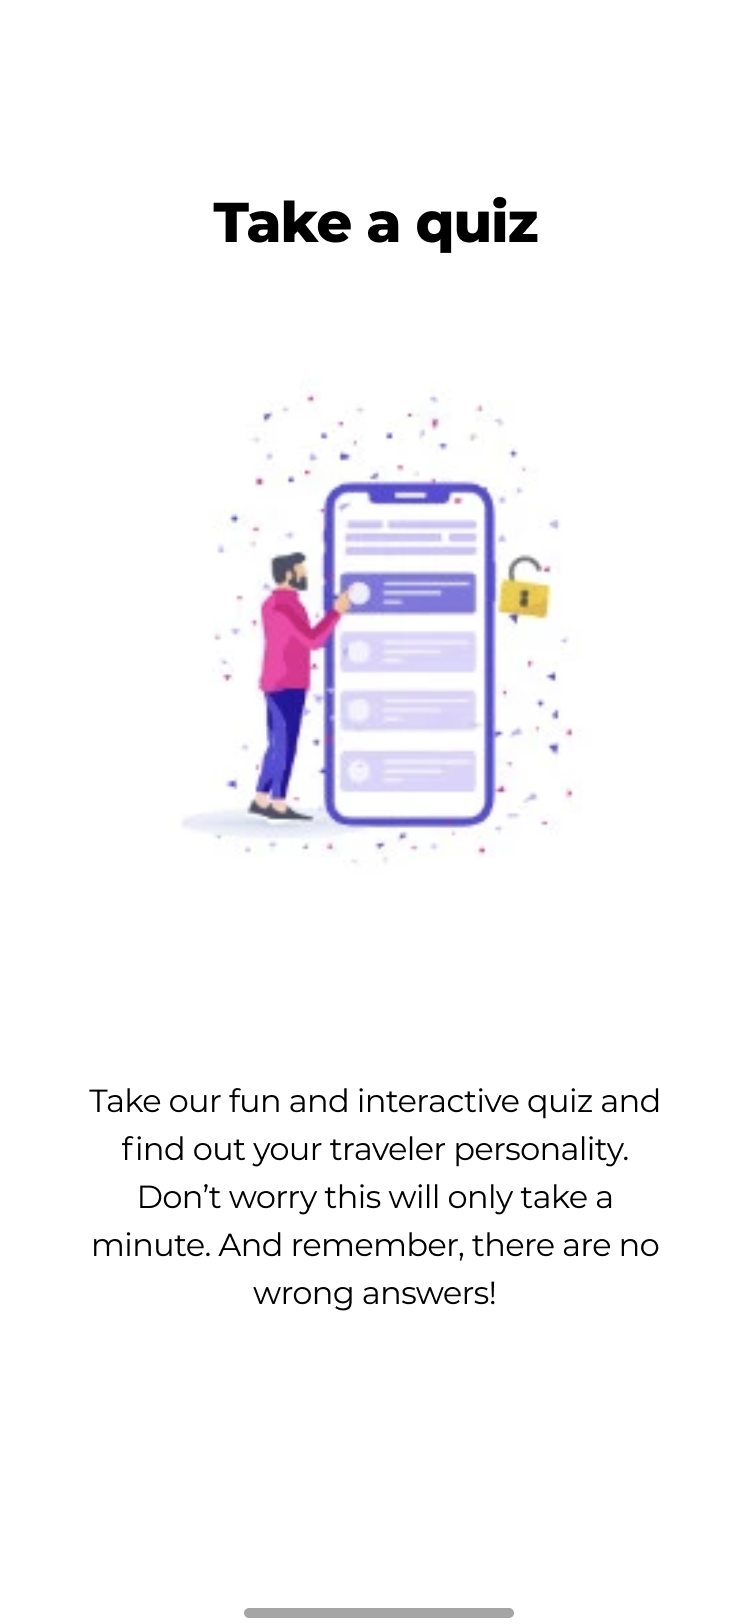 Take a quiz
Take our fun and interactive quiz and
find out your traveler personality.
Don’t worry this will only take a
minute. And remember, there are no
wrong answers!